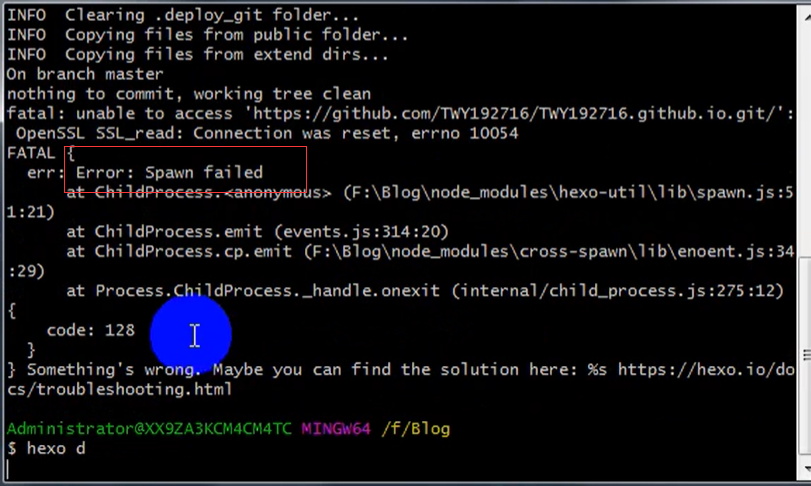 INFO  Clearing .deploy_git folder...
INFO  Copying files from public folder...
INFO  Copying files from extend dirs...
On branch master
nothing to commit, working tree clean
fatal: unable to access 'https://github.com/TWY192716/TWY192716.github.io.git/':
 OpenSSL SSL_read: Connection was reset, errno 10054
FATAL {
  err: Error: Spawn failed
      at ChildProcess.<anonymous> (F:\Blog\node_modules\hexo-util\lib\spawn.js:5
1:21)
      at ChildProcess.emit (events.js:314:20)
      at ChildProcess.cp.emit (F:\Blog\node_modules\cross-spawn\lib\enoent.js:34
:29)
      at Process.ChildProcess._handle.onexit (internal/child_process.js:275:12)
{
    code: 128
  }
} Something's wrong. Maybe you can find the solution here: %s https://hexo.io/do
cs/troubleshooting.html
Administrator@XX9ZA3KCM4CM4TC MINGW64 /f/Blog
$ hexo d